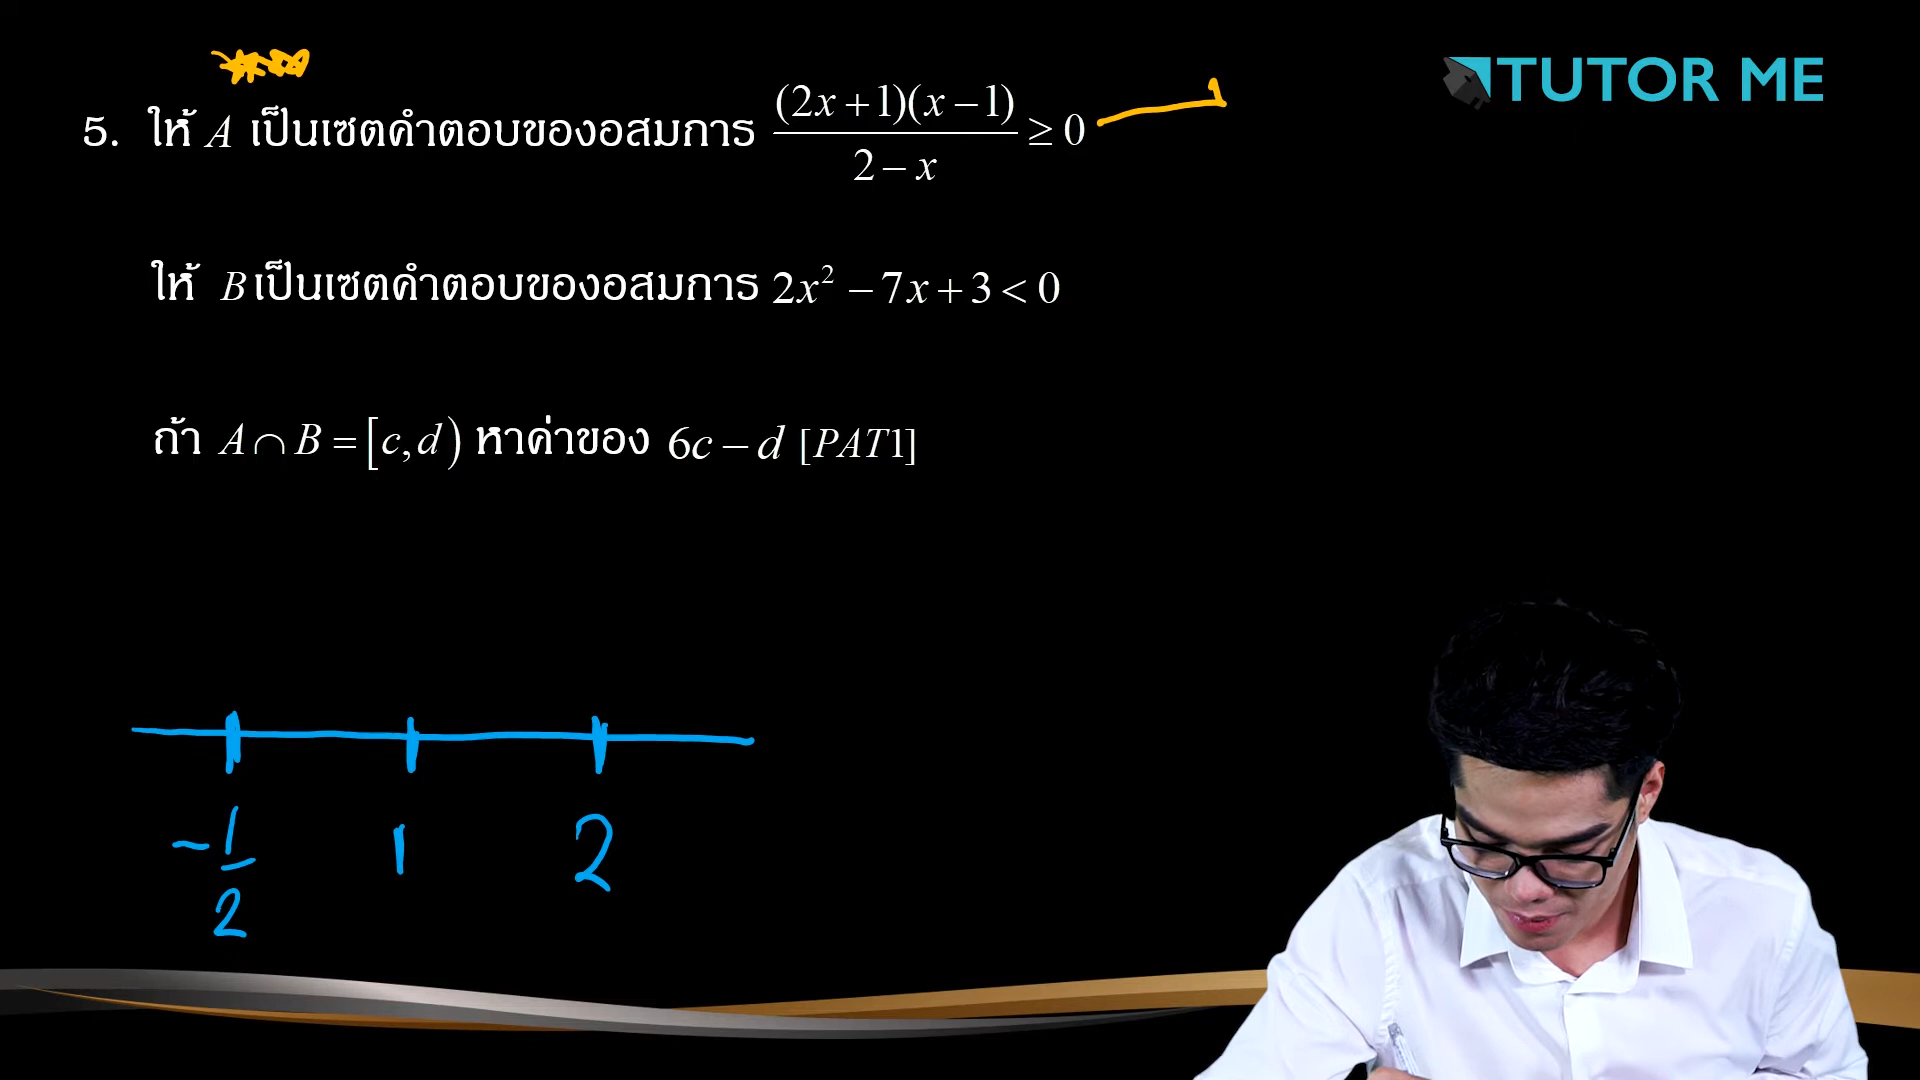 TUTOR ME
5. ให้ A เป็นเซตคำตอบของอสมการ \frac{(2x+1)(x-1)}{2-x} ≥ 0 — 1
ให้ B เป็นเซตคำตอบของอสมการ 2x² − 7x + 3 < 0
ถ้า A ∩ B = [c, d) หาค่าของ 6c − d [PAT1]
-\frac{1}{2} 1 2